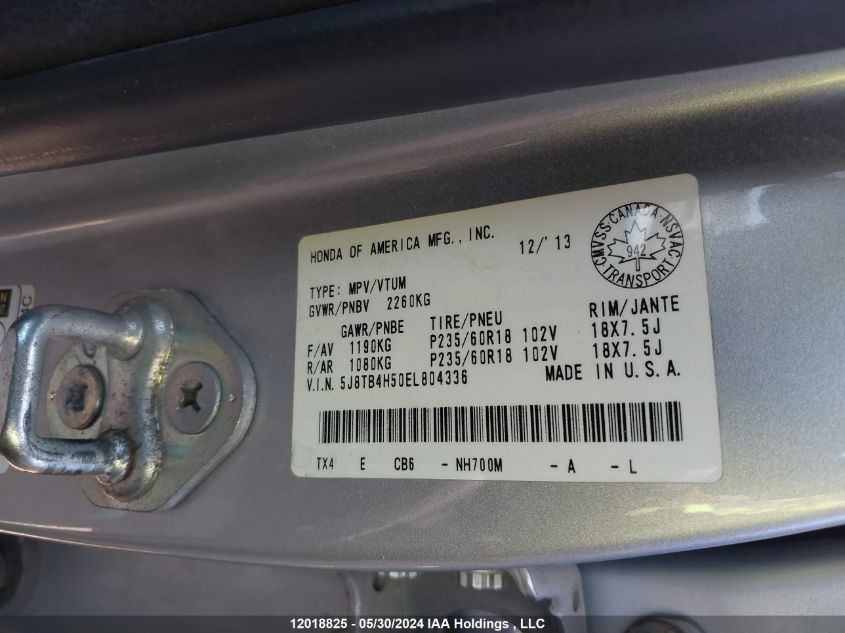 HONDA OF AMERICA MFG., INC. 12/'13
CMVSS·CANADA·NSVAC
942
TRANSPORT
TYPE: MPV/VTUM
GVWR/PNBV 2260KG
GAWR/PNBE TIRE/PNEU RIM/JANTE
F/AV 1190KG P235/60R18 102V 18X7.5J
R/AR 1080KG P235/60R18 102V 18X7.5J
V.I.N. 5J8TB4H50EL804336 MADE IN U.S.A.
TX4 E CB6 - NH700M - A - L
12018825 - 05/30/2024 IAA Holdings , LLC